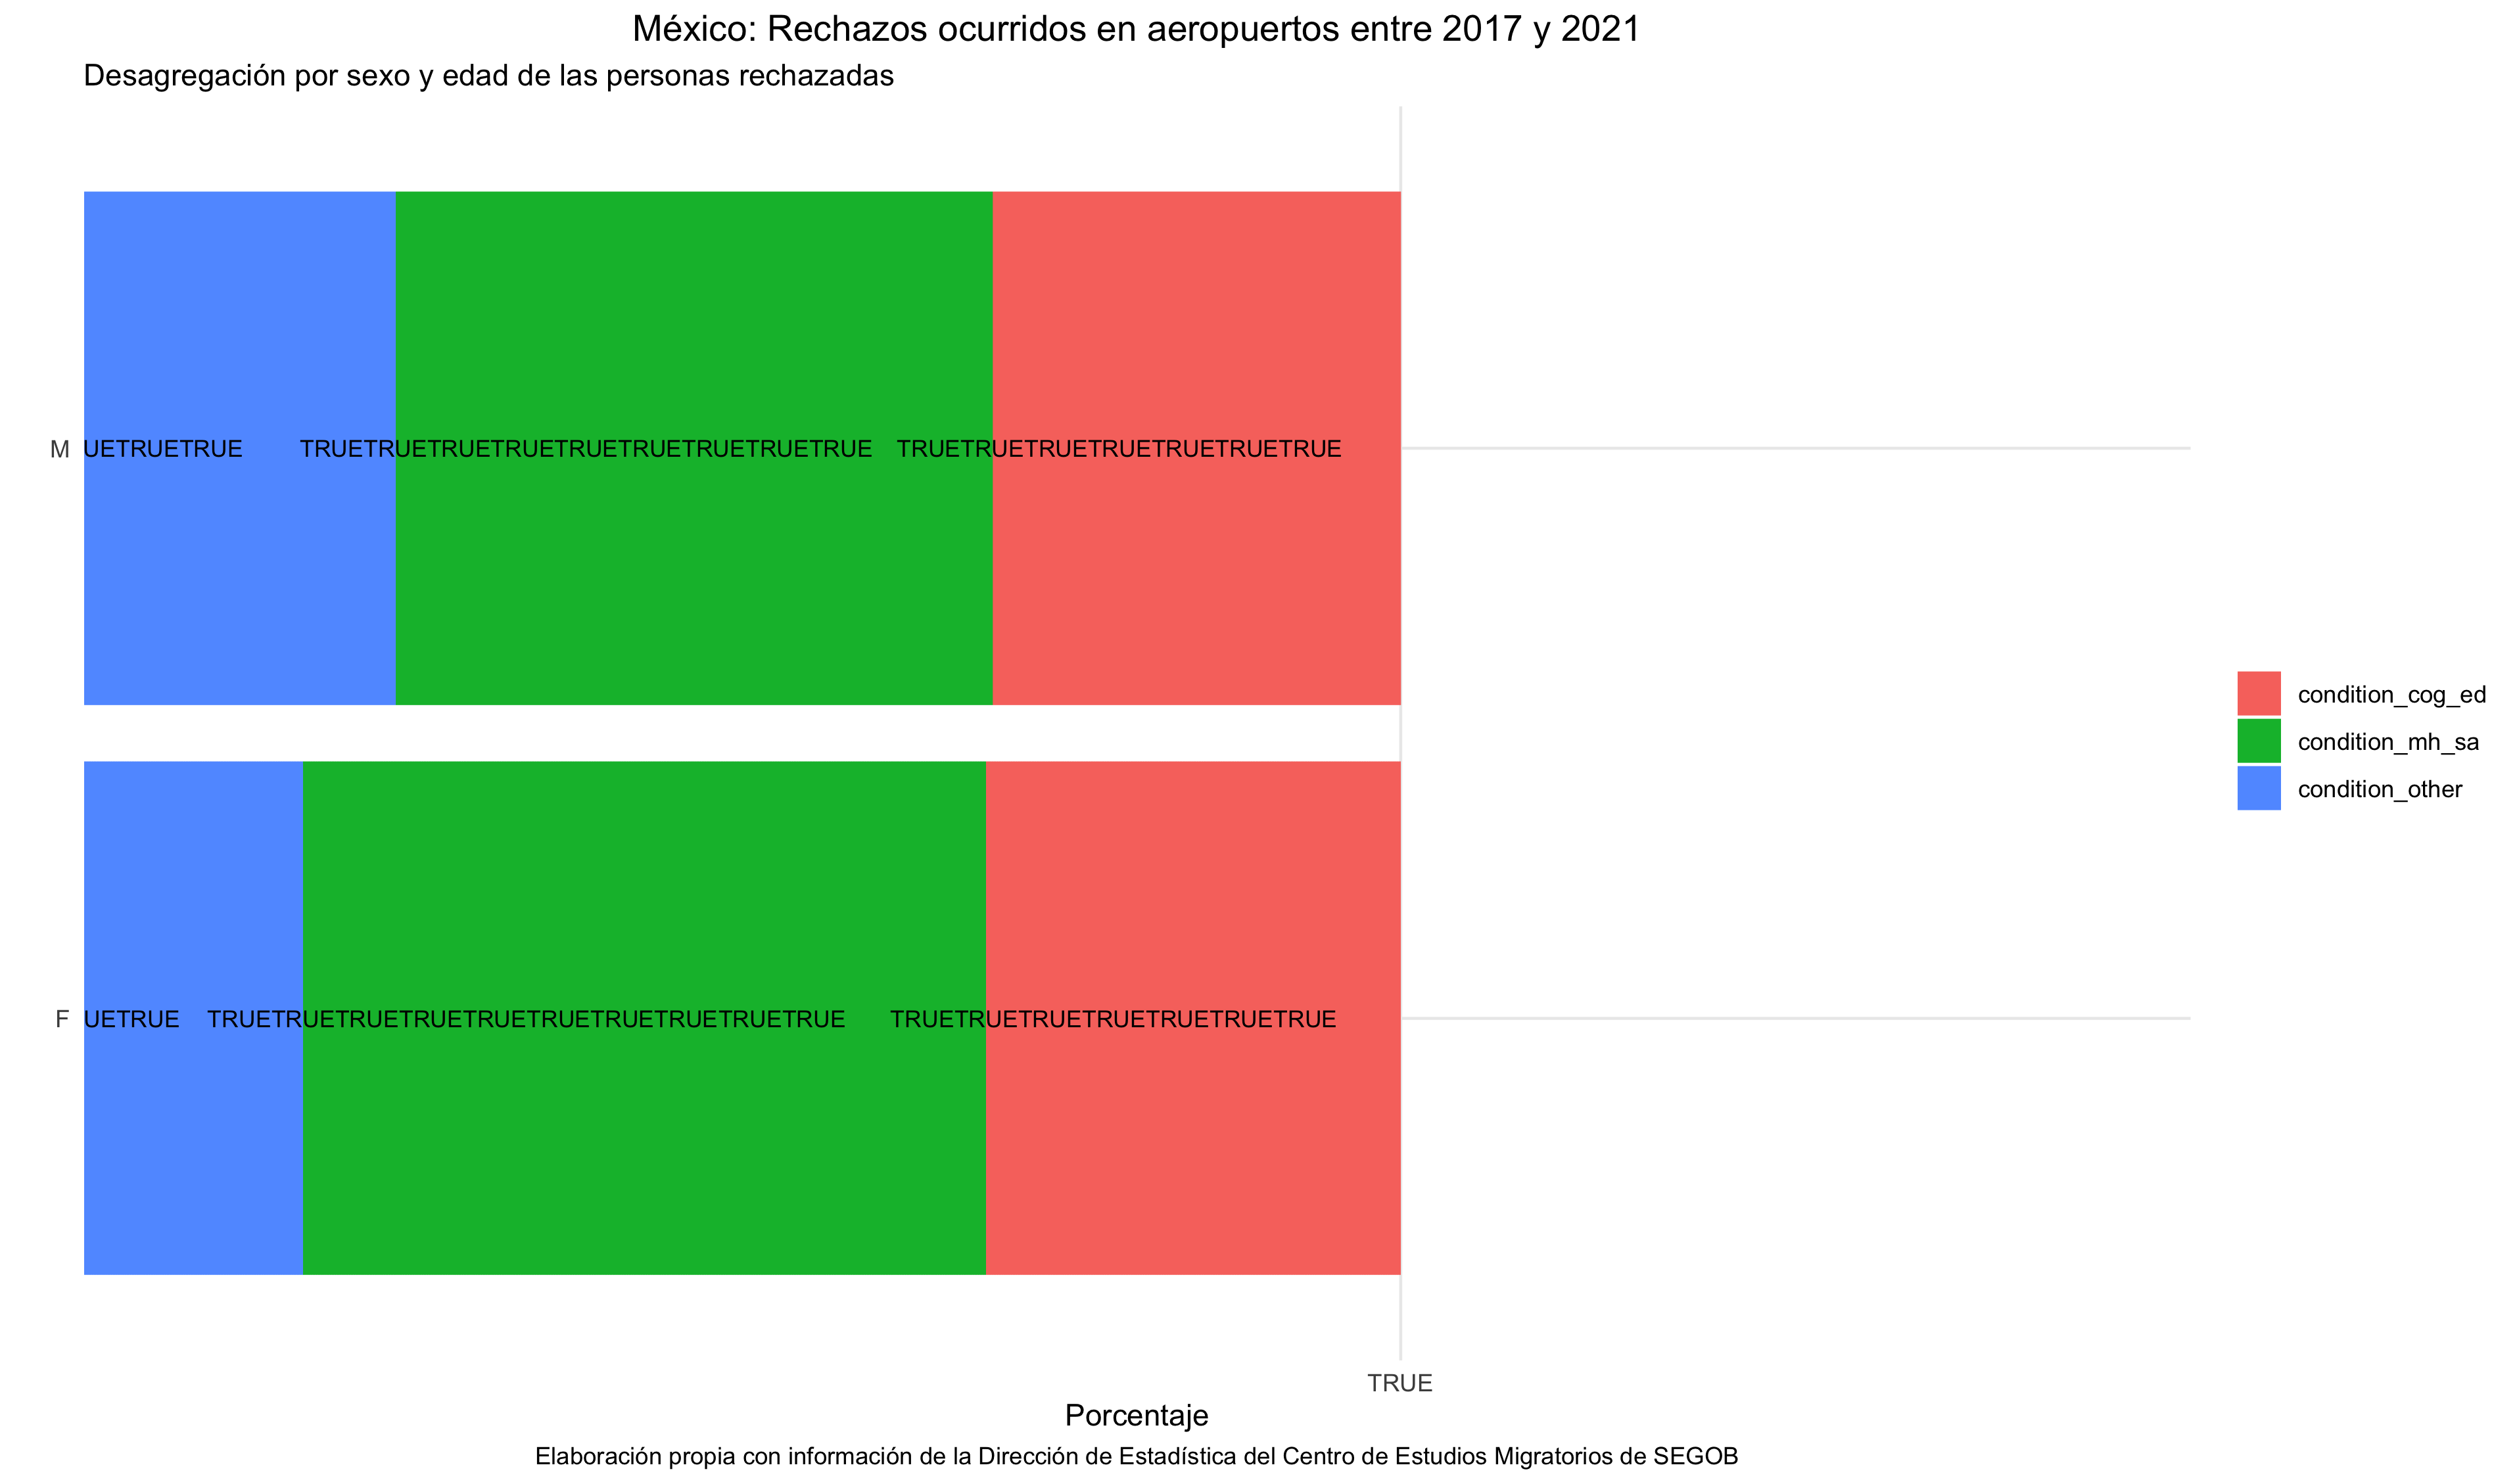 México: Rechazos ocurridos en aeropuertos entre 2017 y 2021
Desagregación por sexo y edad de las personas rechazadas
M UETRUETRUE TRUETRUETRUETRUETRUETRUETRUETRUETRUE TRUETRUETRUETRUETRUETRUETRUE
F UETRUE TRUETRUETRUETRUETRUETRUETRUETRUETRUETRUE TRUETRUETRUETRUETRUETRUETRUE
condition_cog_ed
condition_mh_sa
condition_other
TRUE
Porcentaje
Elaboración propia con información de la Dirección de Estadística del Centro de Estudios Migratorios de SEGOB